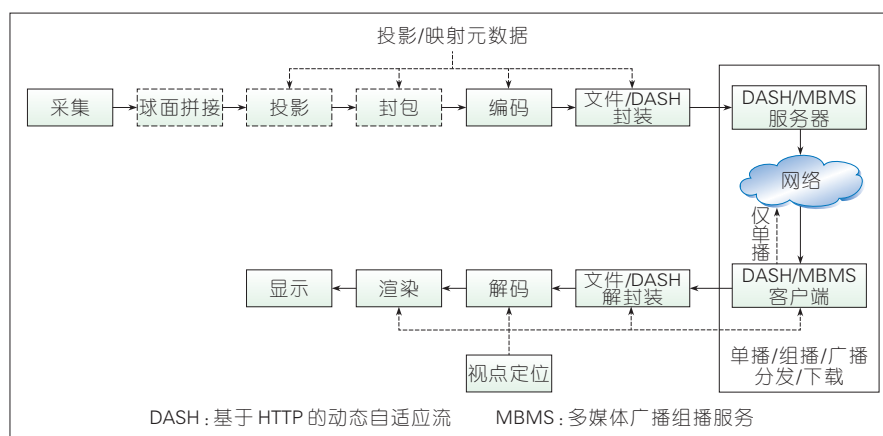 投影/映射元数据
采集
球面拼接
投影
封包
编码
文件/DASH
封装
DASH/MBMS
服务器
网络
仅单播
显示
渲染
解码
文件/DASH
解封装
DASH/MBMS
客户端
视点定位
单播/组播/广播
分发/下载
DASH:基于 HTTP 的动态自适应流 MBMS:多媒体广播组播服务